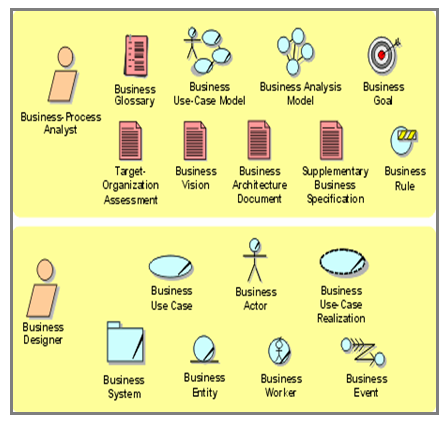 Business-Process
Analyst
Business
Glossary
Business
Use-Case Model
Business Analysis
Model
Business
Goal
Target-
Organization
Assessment
Business
Vision
Business
Architecture
Document
Supplementary
Business
Specification
Business
Rule
Business
Designer
Business
Use Case
Business
Actor
Business
Use-Case
Realization
Business
System
Business
Entity
Business
Worker
Business
Event